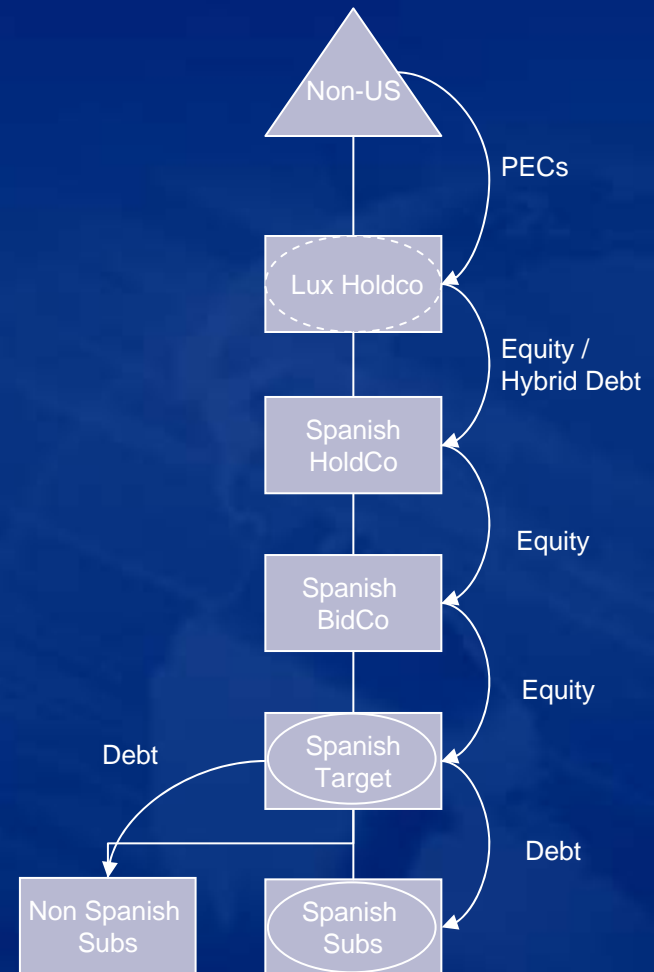 Non-US
PECs
Lux Holdco
Equity /
Hybrid Debt
Spanish
HoldCo
Equity
Spanish
BidCo
Equity
Spanish
Target
Debt
Debt
Non Spanish
Subs
Spanish
Subs